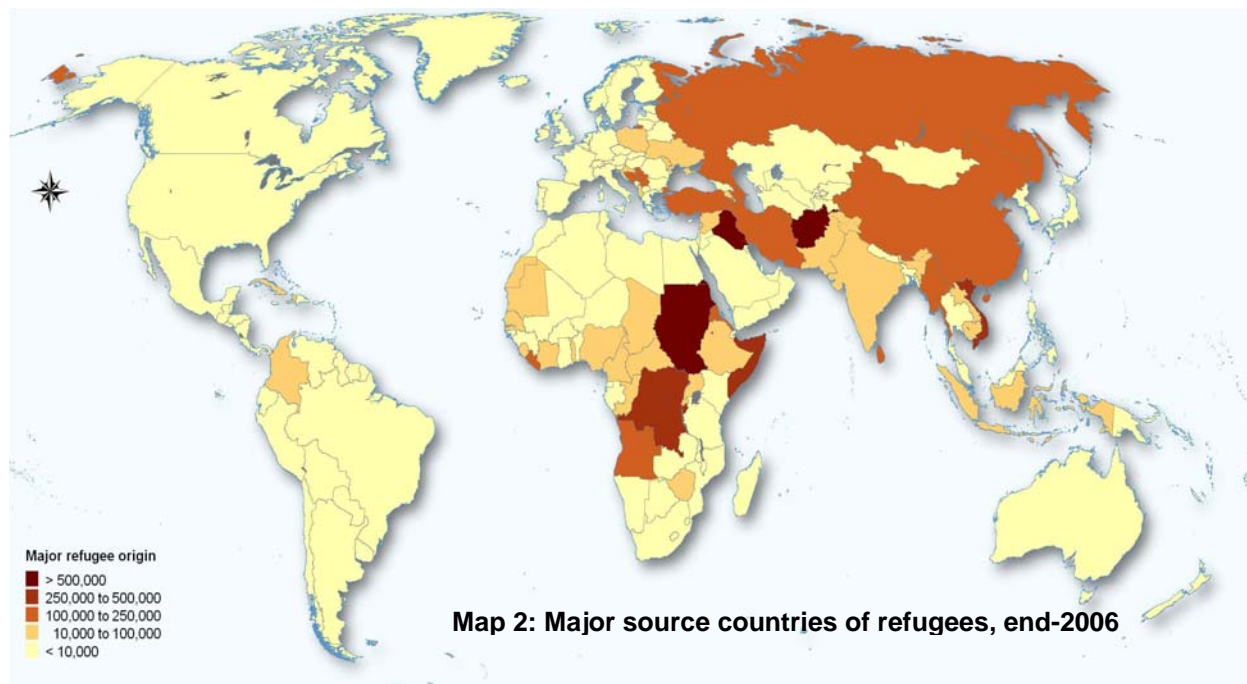 Major refugee origin
> 500,000
250,000 to 500,000
100,000 to 250,000
10,000 to 100,000
< 10,000
Map 2: Major source countries of refugees, end-2006